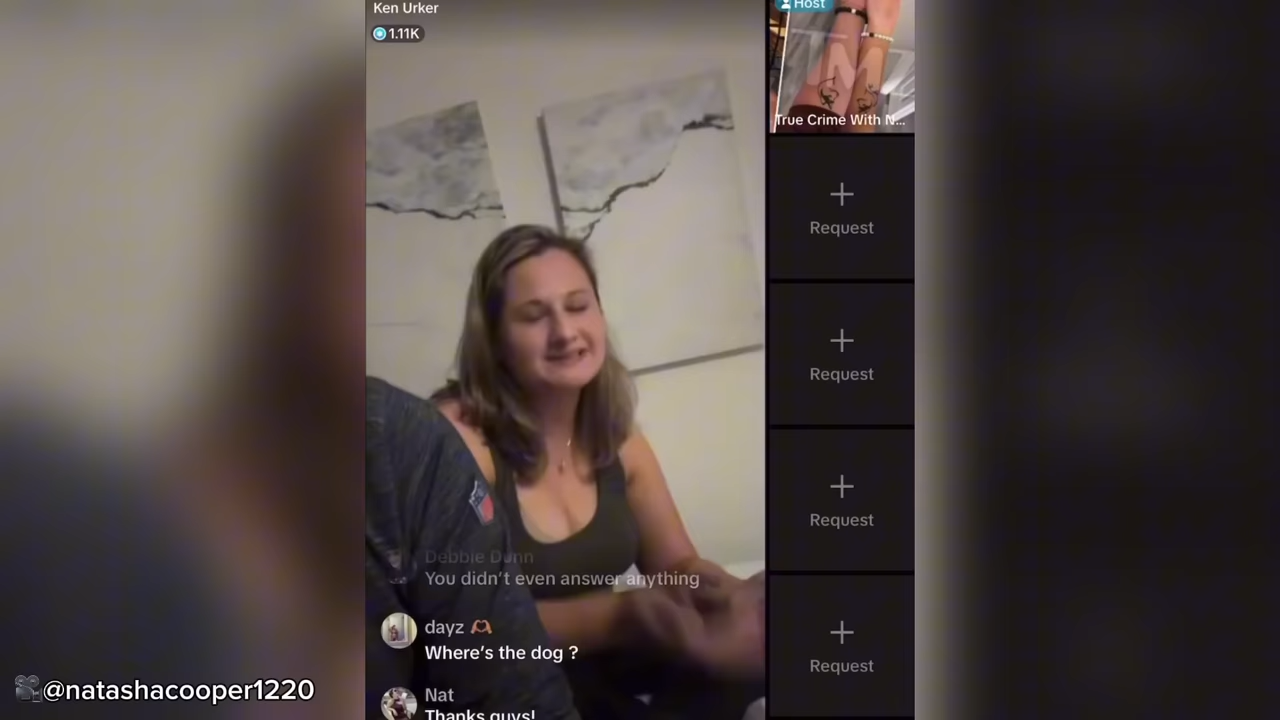 Ken Urker
1.11K
Host
True Crime With N...
Request
Request
Request
Request
Debbie Dunn
You didn't even answer anything
dayz
Where's the dog ?
Nat
Thanks guys!
@natashacooper1220